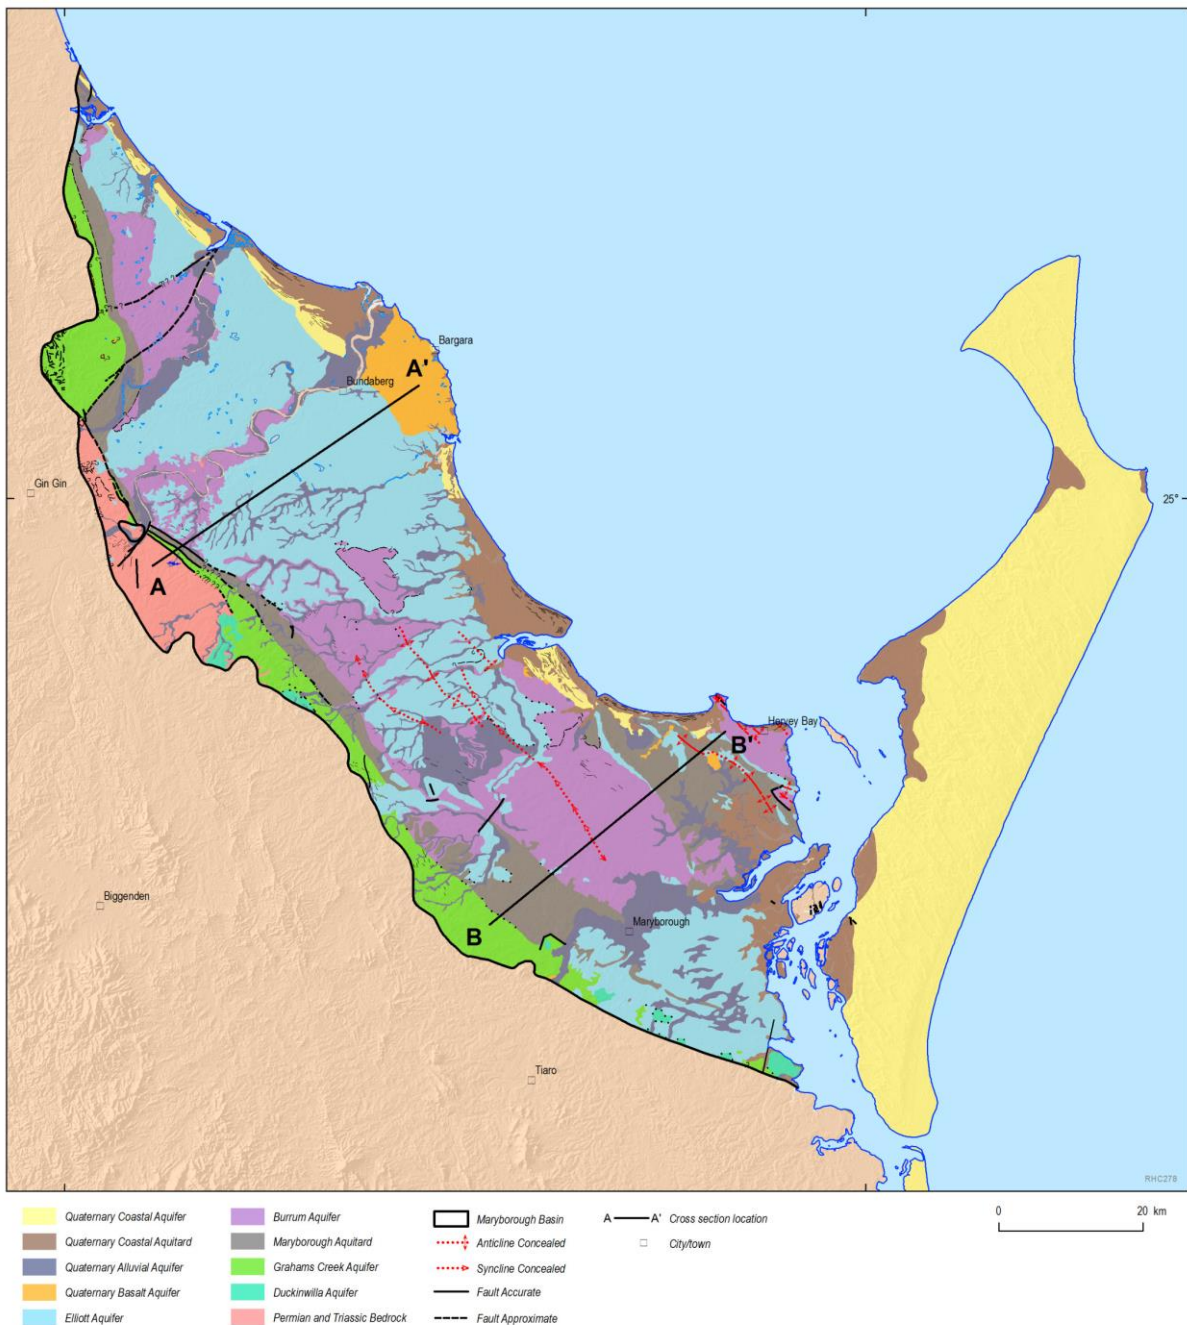 Bargara
A'
Bundaberg
Gin Gin
25°
A
Hervey Bay
B'
Biggenden
Maryborough
B
Tiaro
RHC278
Quaternary Coastal Aquifer
Quaternary Coastal Aquitard
Quaternary Alluvial Aquifer
Quaternary Basalt Aquifer
Elliott Aquifer
Burrum Aquifer
Maryborough Aquitard
Grahams Creek Aquifer
Duckinwilla Aquifer
Permian and Triassic Bedrock
Maryborough Basin
Anticline Concealed
Syncline Concealed
Fault Accurate
Fault Approximate
A A' Cross section location
City/town
0 20 km